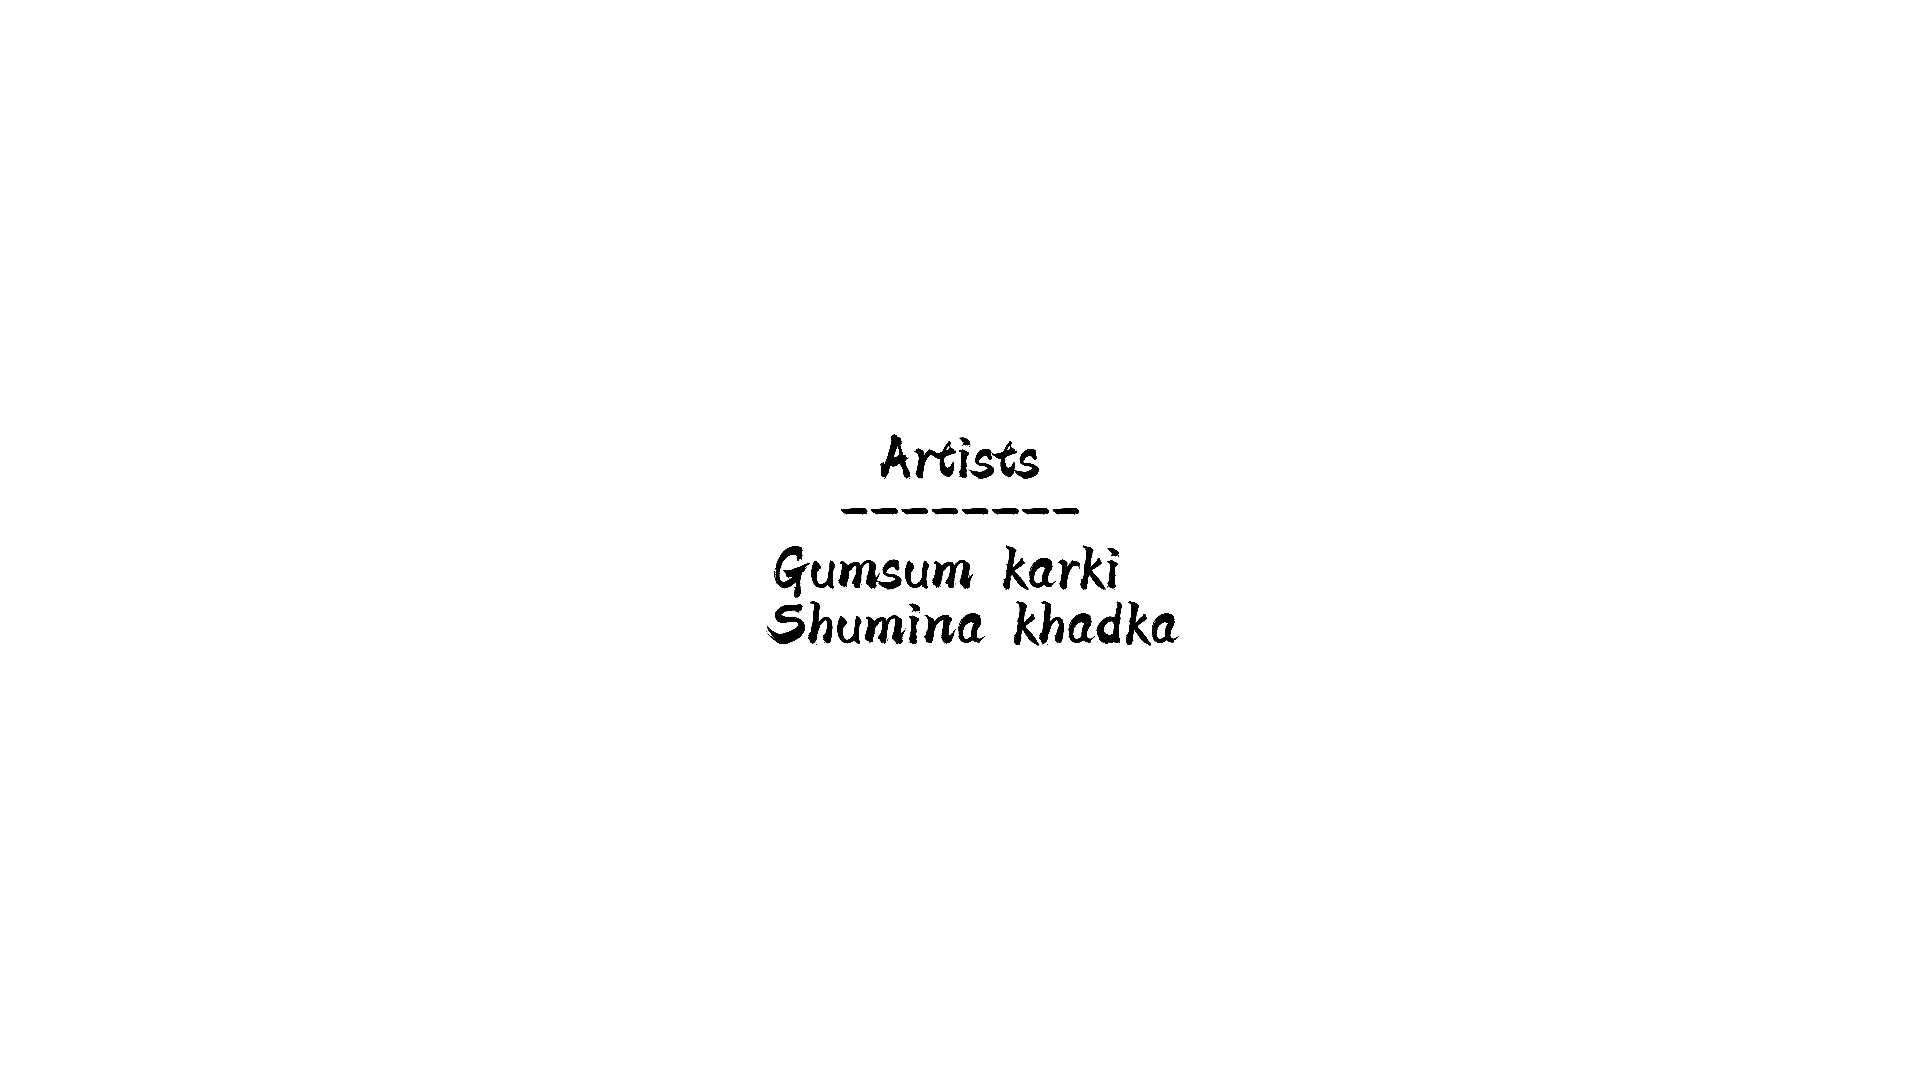 Artists
--------
Gumsum karki
Shumina khadka